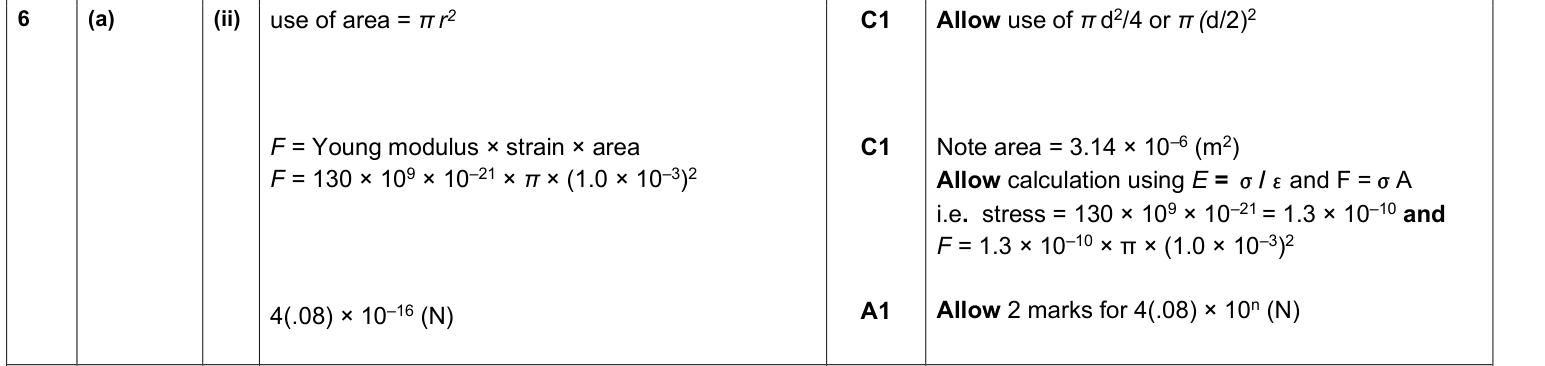 6 (a) (ii) use of area = π r² C1 Allow use of π d²/4 or π (d/2)²
F = Young modulus × strain × area C1 Note area = 3.14 × 10⁻⁶ (m²)
F = 130 × 10⁹ × 10⁻²¹ × π × (1.0 × 10⁻³)² Allow calculation using E = σ / ε and F = σ A
i.e. stress = 130 × 10⁹ × 10⁻²¹ = 1.3 × 10⁻¹⁰ and
F = 1.3 × 10⁻¹⁰ × π × (1.0 × 10⁻³)²
4(.08) × 10⁻¹⁶ (N) A1 Allow 2 marks for 4(.08) × 10ⁿ (N)